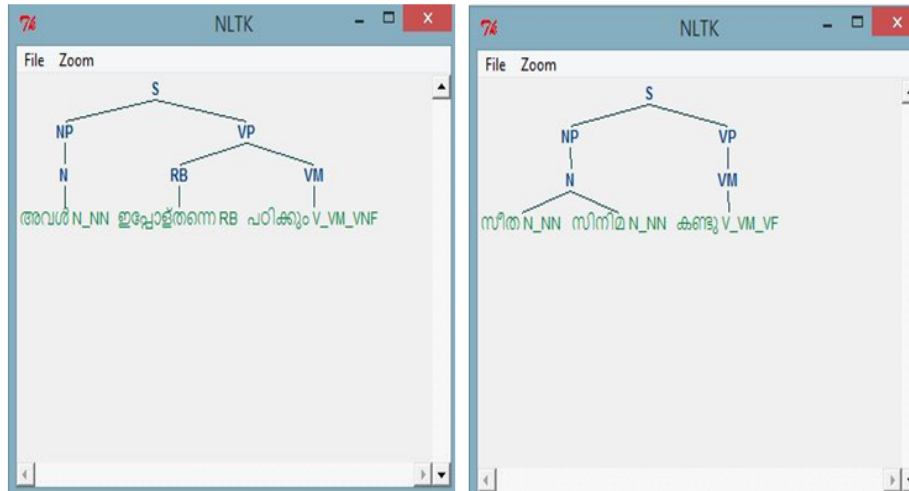 NLTK
File Zoom
S
NP VP
N RB VM
അവൾ N_NN ഇപ്പോള്തന്നെ RB പഠിക്കും V_VM_VNF
NLTK
File Zoom
S
NP VP
N VM
സീത N_NN സിനിമ N_NN കണ്ടു V_VM_VF